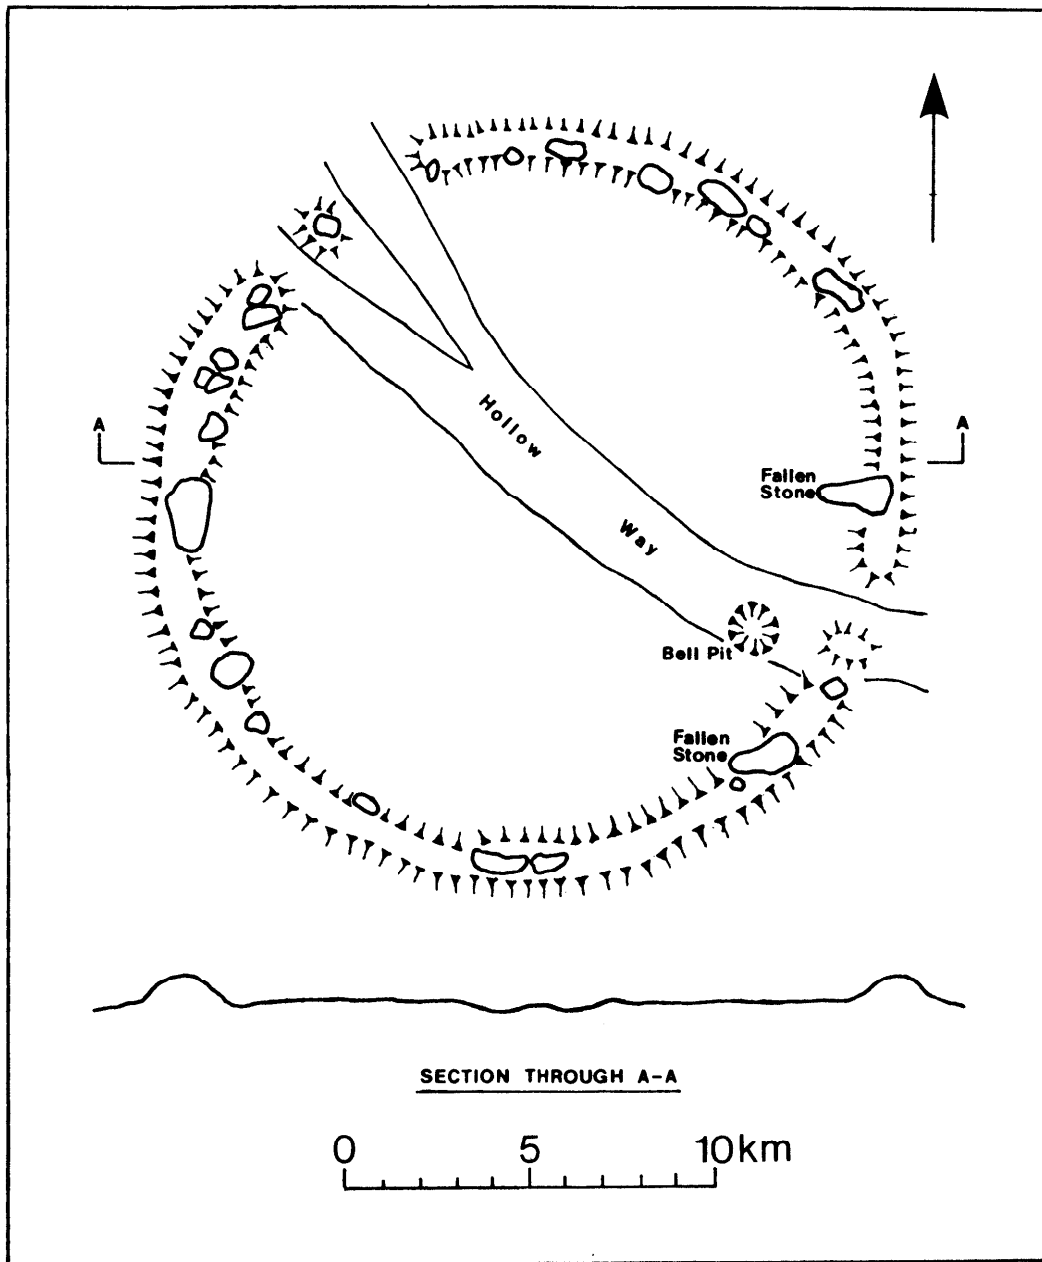 A
A
Hollow
Way
Fallen
Stone
Bell Pit
Fallen
Stone
SECTION THROUGH A-A
0 5 10km